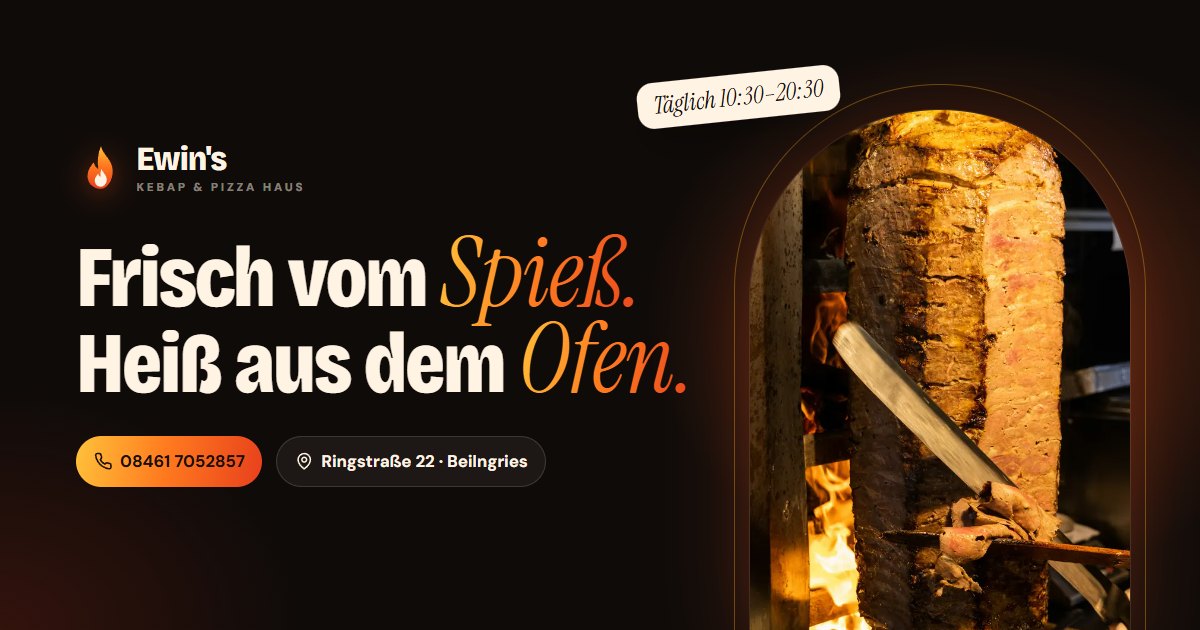 Täglich 10:30–20:30
Ewin's
KEBAP & PIZZA HAUS
Frisch vom Spieß.
Heiß aus dem Ofen.
08461 7052857
Ringstraße 22 · Beilngries